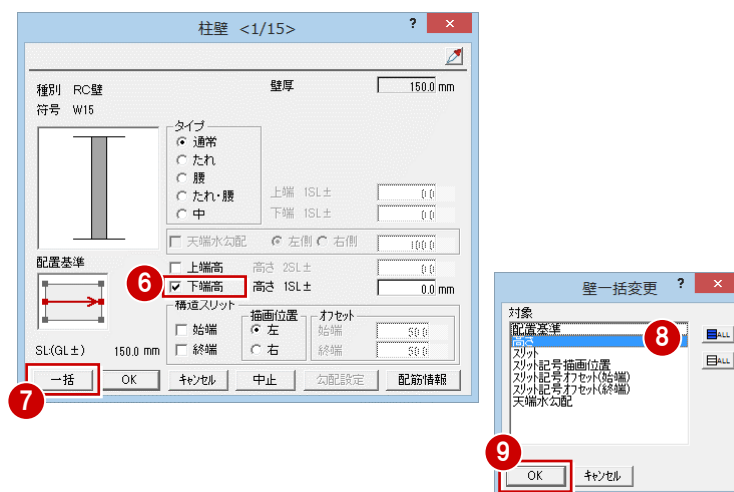 柱壁 <1/15>
?
×
種別 RC壁
壁厚
150.0 mm
符号 W15
タイプ
通常
たれ
腰
たれ・腰
中
上端 1SL±
0.0
下端 1SL±
0.0
天端水勾配
左側 右側
100.0
配置基準
6
上端高 高さ 2SL±
0.0
下端高 高さ 1SL±
0.0 mm
構造スリット
描画位置
オフセット
始端
左
始端
50.0
終端
右
終端
50.0
SL:(GL±) 150.0 mm
7
一括
OK
キャンセル
中止
勾配設定
配筋情報
壁一括変更
?
×
対象
8
配置基準
高さ
スリット
スリット記号描画位置
スリット記号オフセット(始端)
スリット記号オフセット(終端)
天端水勾配
ALL
ALL
9
OK
キャンセル